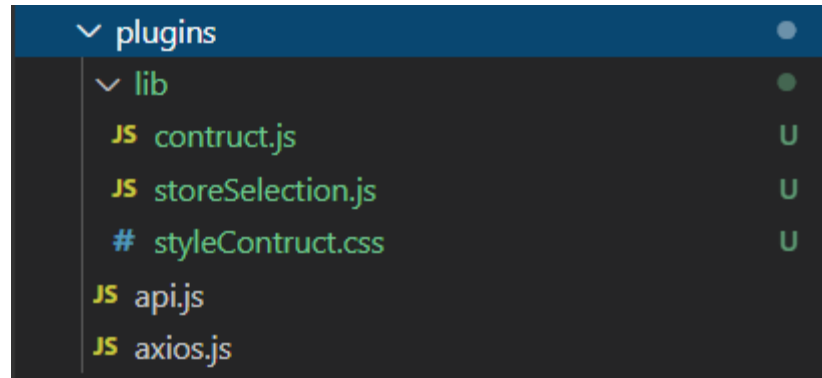 plugins
lib
JS contruct.js U
JS storeSelection.js U
# styleContruct.css U
JS api.js
JS axios.js